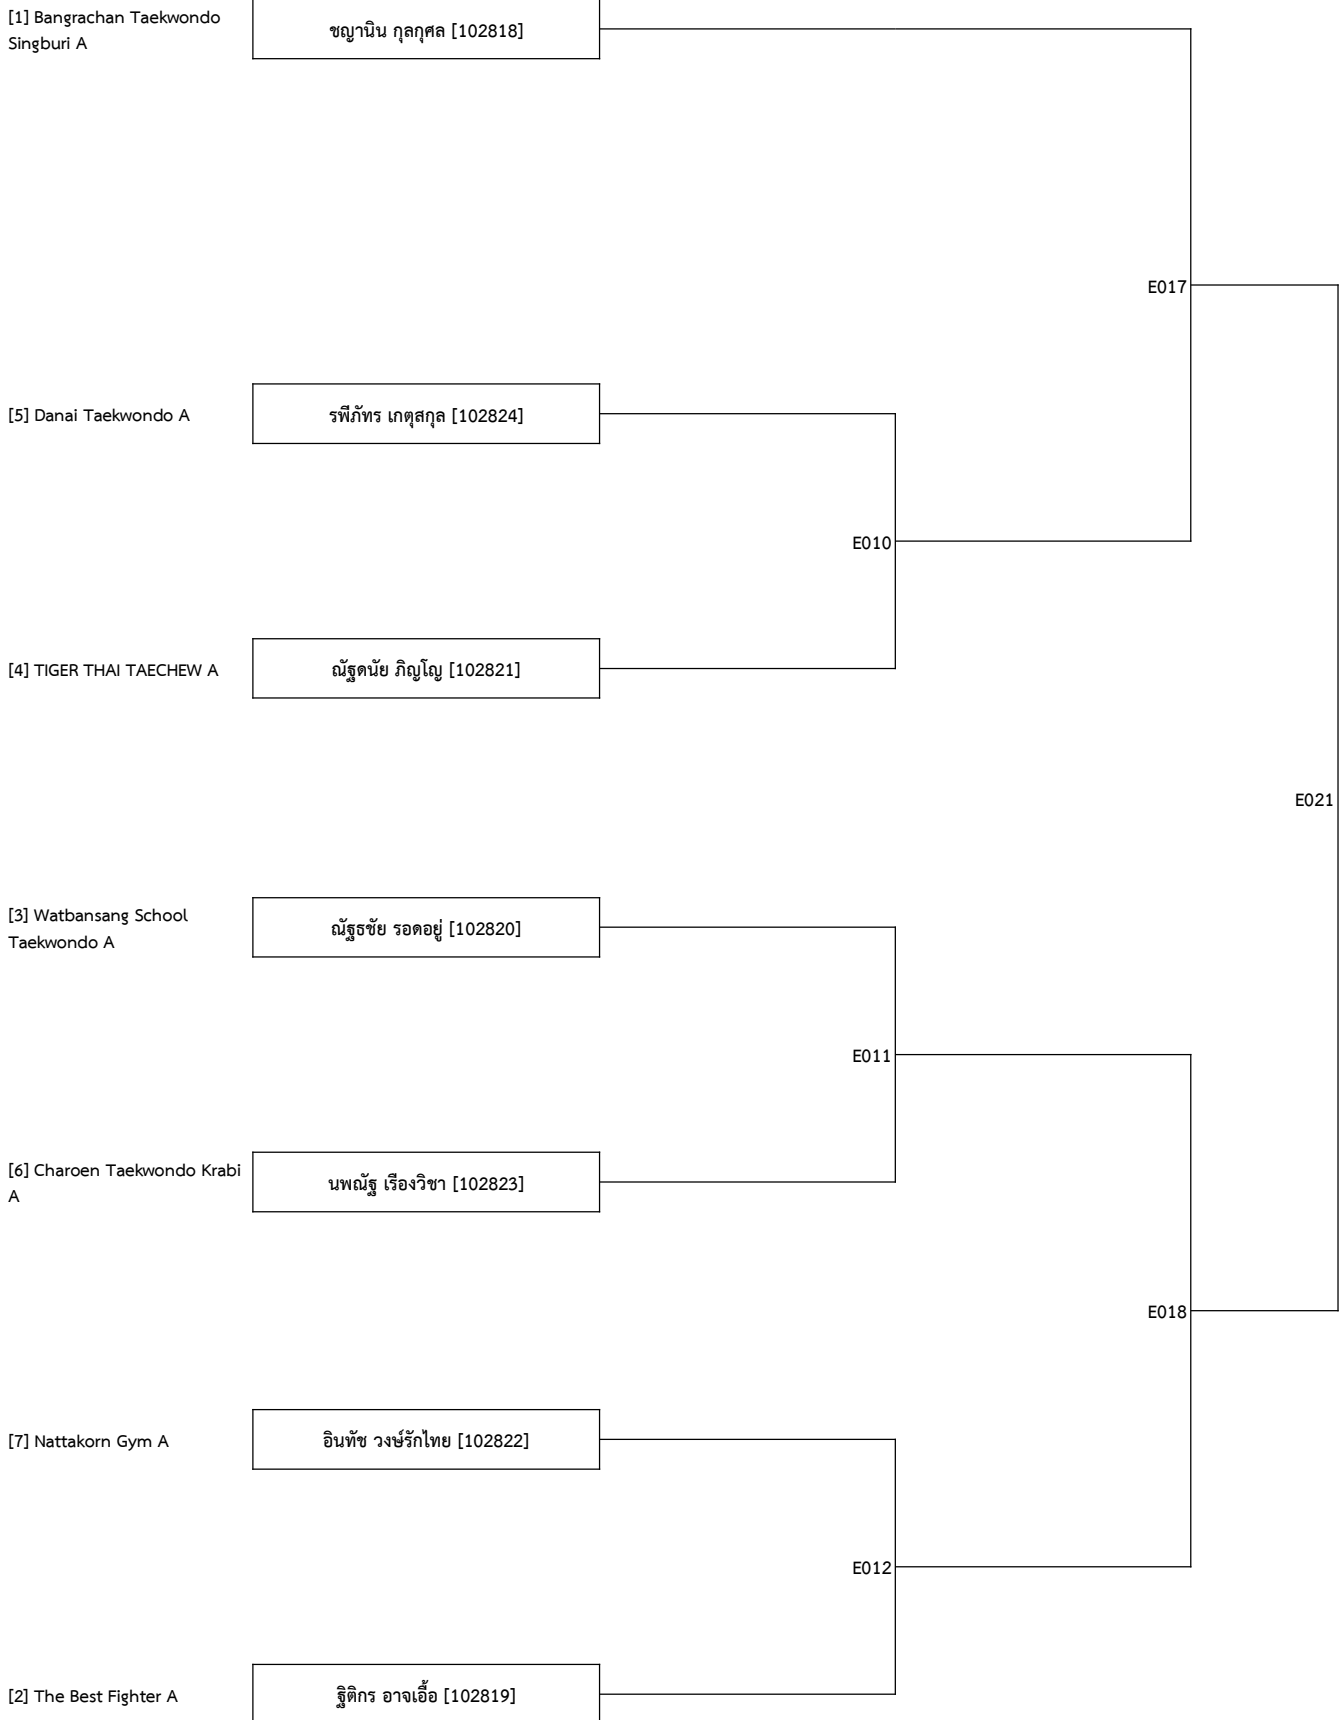 [1] Bangrachan Taekwondo
Singburi A
ชญานิน กุลกุศล [102818]
E017
[5] Danai Taekwondo A
รพีภัทร เกตุสกุล [102824]
E010
[4] TIGER THAI TAECHEW A
ณัฐดนัย ภิญโญ [102821]
E021
[3] Watbansang School
Taekwondo A
ณัฐธชัย รอดอยู่ [102820]
E011
[6] Charoen Taekwondo Krabi
A
นพณัฐ เรืองวิชา [102823]
E018
[7] Nattakorn Gym A
อินทัช วงษ์รักไทย [102822]
E012
[2] The Best Fighter A
ฐิติกร อาจเอื้อ [102819]